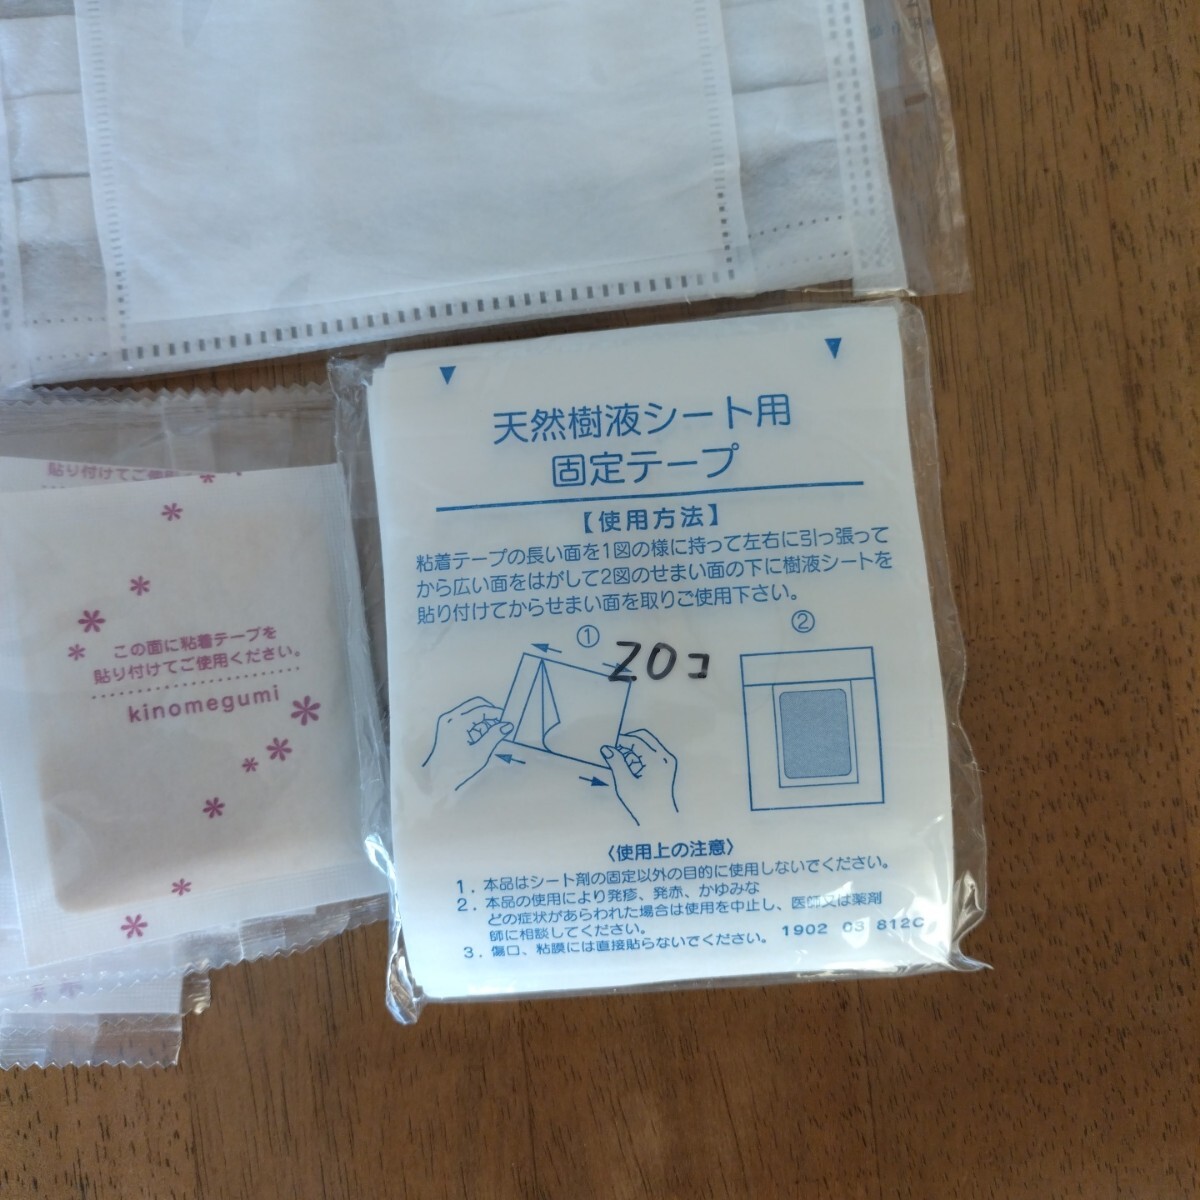 天然樹液シート用
固定テープ
【使用方法】
粘着テープの長い面を1図の様に持って左右に引っ張って
から広い面をはがして2図のせまい面の下に樹液シートを
貼り付けてからせまい面を取りご使用下さい。
① ②
20コ
〈使用上の注意〉
1. 本品はシート剤の固定以外の目的に使用しないでください。
2. 本品の使用により発疹、発赤、かゆみな
どの症状があらわれた場合は使用を中止し、医師又は薬剤
師に相談してください。
3. 傷口、粘膜には直接貼らないでください。 1902 03 812C
貼り付けてご
この面に粘着テープを
貼り付けてご使用ください。
kinomegumi